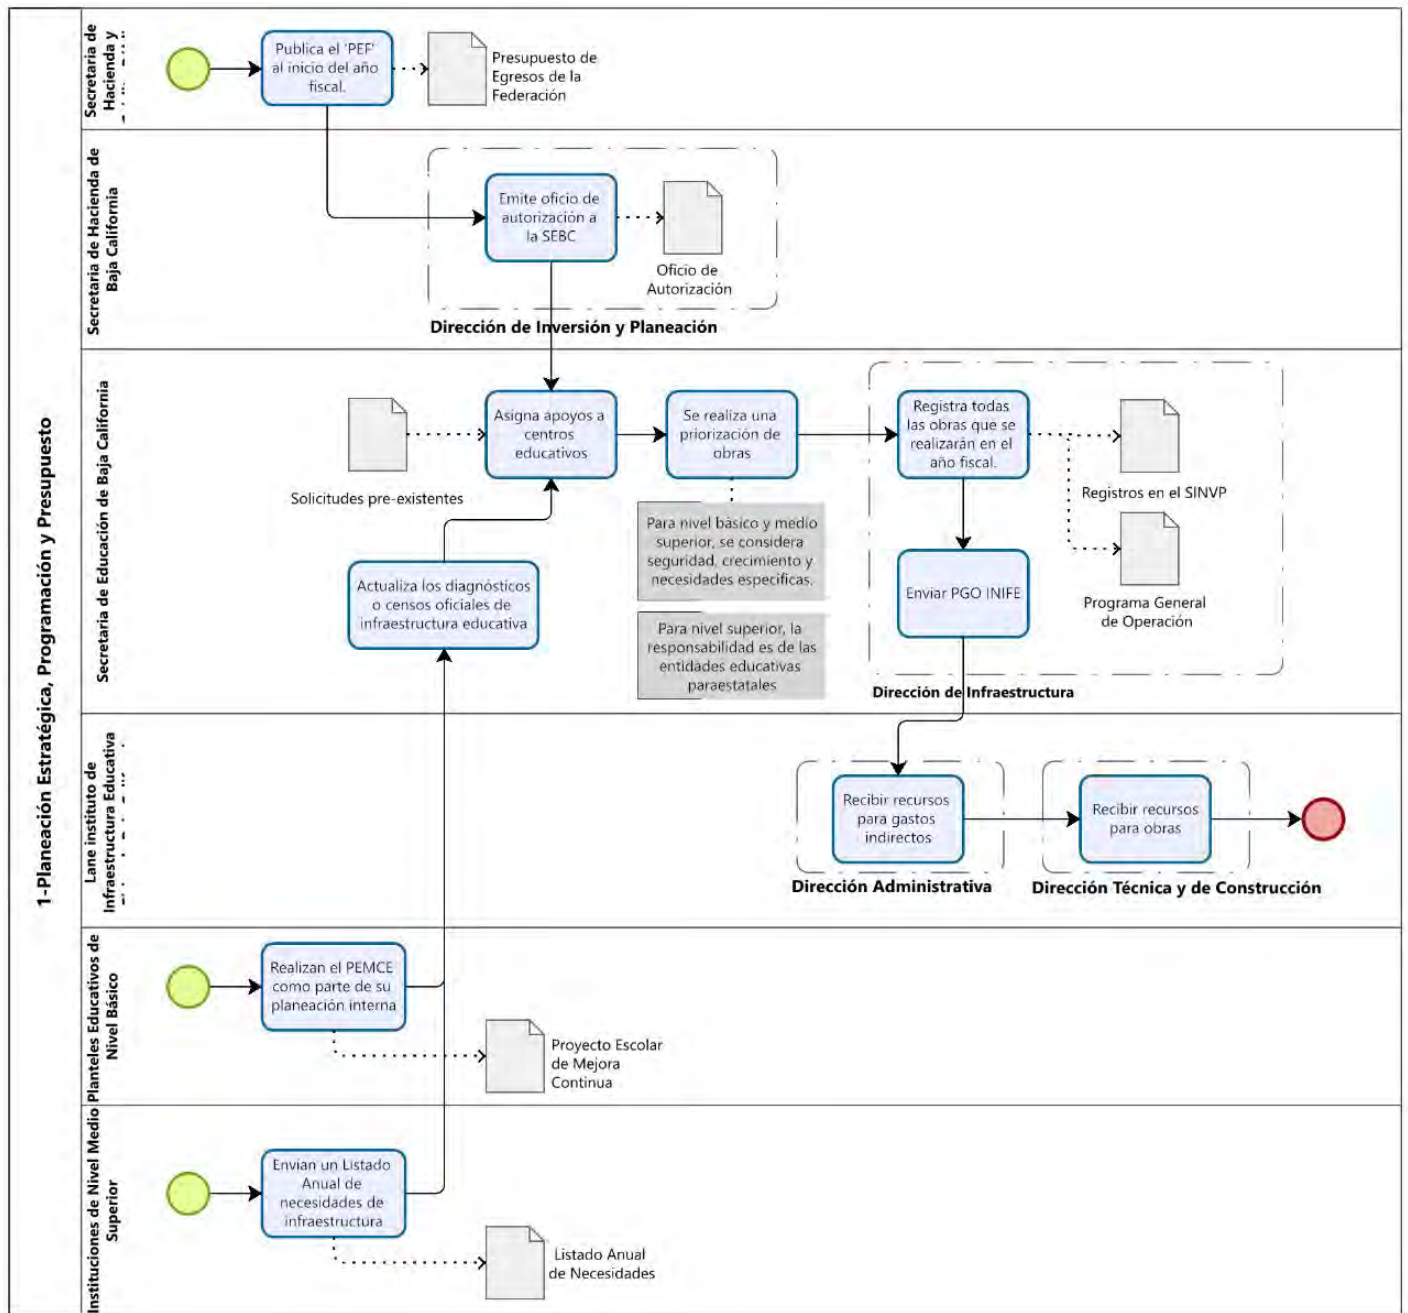 1-Planeación Estratégica, Programación y Presupuesto
Secretaria de
Hacienda y
Publica el 'PEF'
al inicio del año
fiscal.
Presupuesto de
Egresos de la
Federación
Secretaria de Hacienda de
Baja California
Emite oficio de
autorización a
la SEBC
Oficio de
Autorización
Dirección de Inversión y Planeación
Secretaria de Educación de Baja California
Solicitudes pre-existentes
Asigna apoyos a
centros
educativos
Se realiza una
priorización de
obras
Registra todas
las obras que se
realizarán en el
año fiscal.
Registros en el SINVP
Para nivel básico y medio
superior, se considera
seguridad, crecimiento y
necesidades especificas.
Para nivel superior, la
responsabilidad es de las
entidades educativas
paraestatales
Actualiza los diagnósticos
o censos oficiales de
infraestructura educativa
Enviar PGO INIFE
Programa General
de Operación
Dirección de Infraestructura
Lane instituto de
Infraestructura Educativa
Recibir recursos
para gastos
indirectos
Dirección Administrativa
Recibir recursos
para obras
Dirección Técnica y de Construcción
Planteles Educativos de
Nivel Básico
Realizan el PEMCE
como parte de su
planeación interna
Proyecto Escolar
de Mejora
Continua
Instituciones de Nivel Medio
Superior
Envian un Listado
Anual de
necesidades de
infraestructura
Listado Anual
de Necesidades